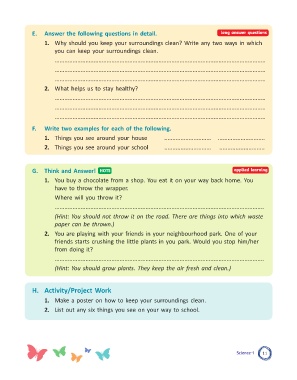 E. Answer the following questions in detail. long answer questions
1. Why should you keep your surroundings clean? Write any two ways in which
you can keep your surroundings clean.
2. What helps us to stay healthy?
F. Write two examples for each of the following.
1. Things you see around your house
2. Things you see around your school
G. Think and Answer! HOTS applied learning
1. You buy a chocolate from a shop. You eat it on your way back home. You
have to throw the wrapper.
Where will you throw it?
(Hint: You should not throw it on the road. There are things into which waste
paper can be thrown.)
2. You are playing with your friends in your neighbourhood park. One of your
friends starts crushing the little plants in you park. Would you stop him/her
from doing it?
(Hint: You should grow plants. They keep the air fresh and clean.)
H. Activity/Project Work
1. Make a poster on how to keep your surroundings clean.
2. List out any six things you see on your way to school.
Science-1 11